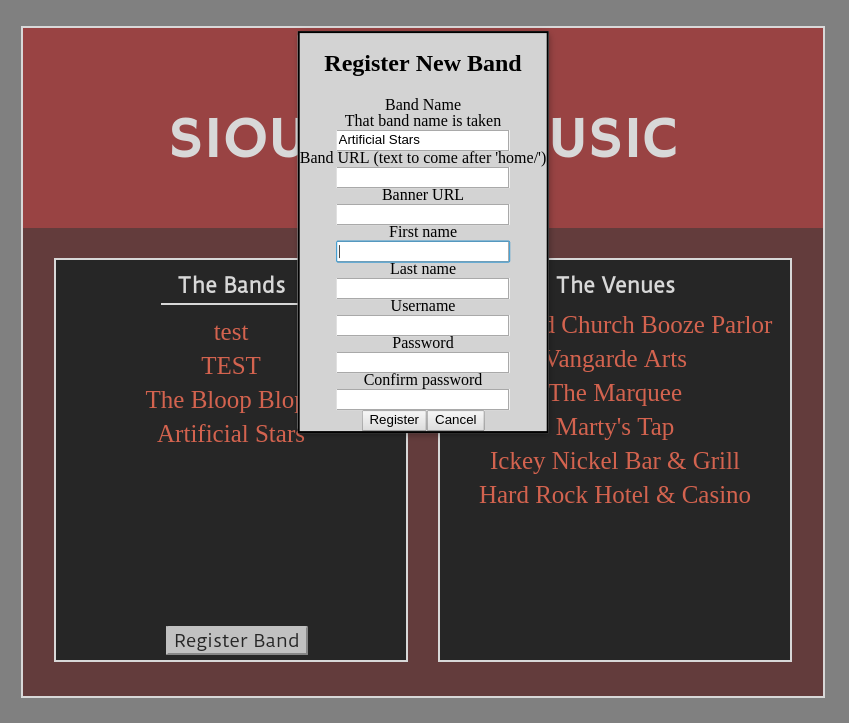 Register New Band
Band Name
That band name is taken
Artificial Stars
Band URL (text to come after 'home/')
Banner URL
First name
Last name
Username
Password
Confirm password
Register Cancel
USIC
The Bands
test
TEST
The Bloop Blop
Artificial Stars
Register Band
The Venues
Church Booze Parlor
Vangarde Arts
The Marquee
Marty's Tap
Ickey Nickel Bar & Grill
Hard Rock Hotel & Casino